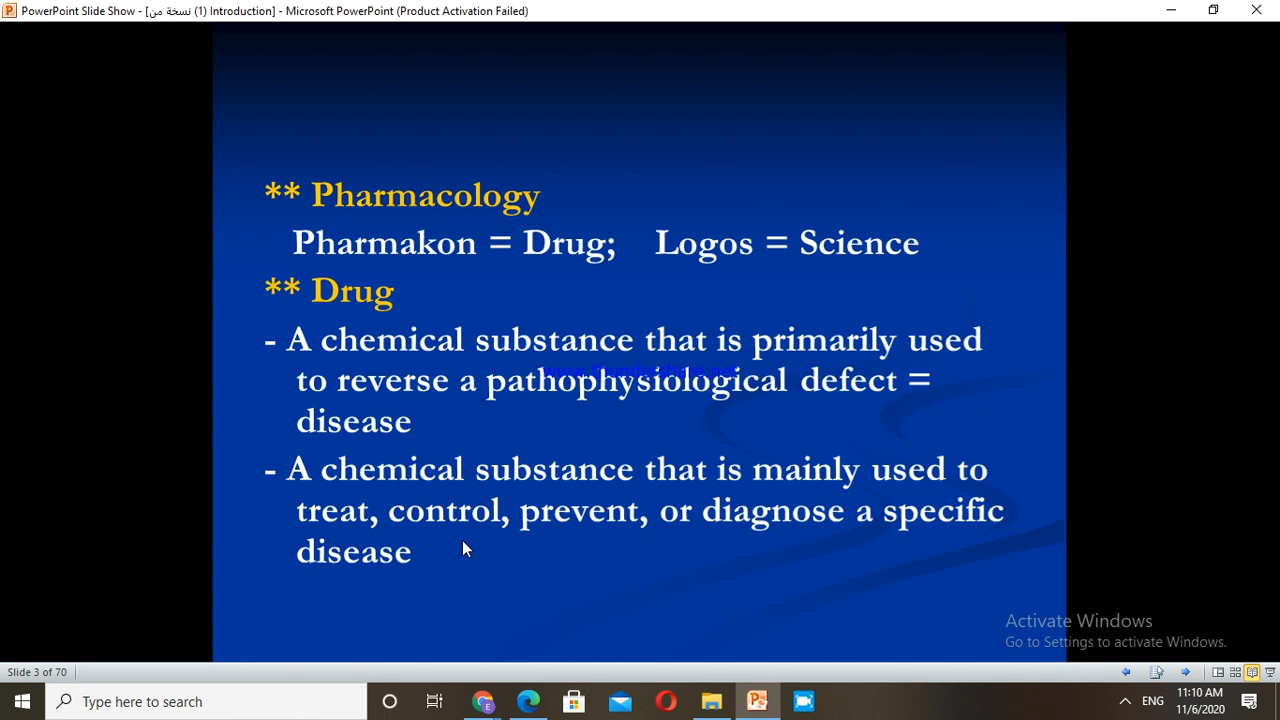 PowerPoint Slide Show - [نسخة من (1) Introduction] - Microsoft PowerPoint (Product Activation Failed)
** Pharmacology
Pharmakon = Drug; Logos = Science
** Drug
- A chemical substance that is primarily used
to reverse a pathophysiological defect =
disease
- A chemical substance that is mainly used to
treat, control, prevent, or diagnose a specific
disease
Activate Windows
Go to Settings to activate Windows.
Slide 3 of 70
Type here to search
ENG
11:10 AM
11/6/2020